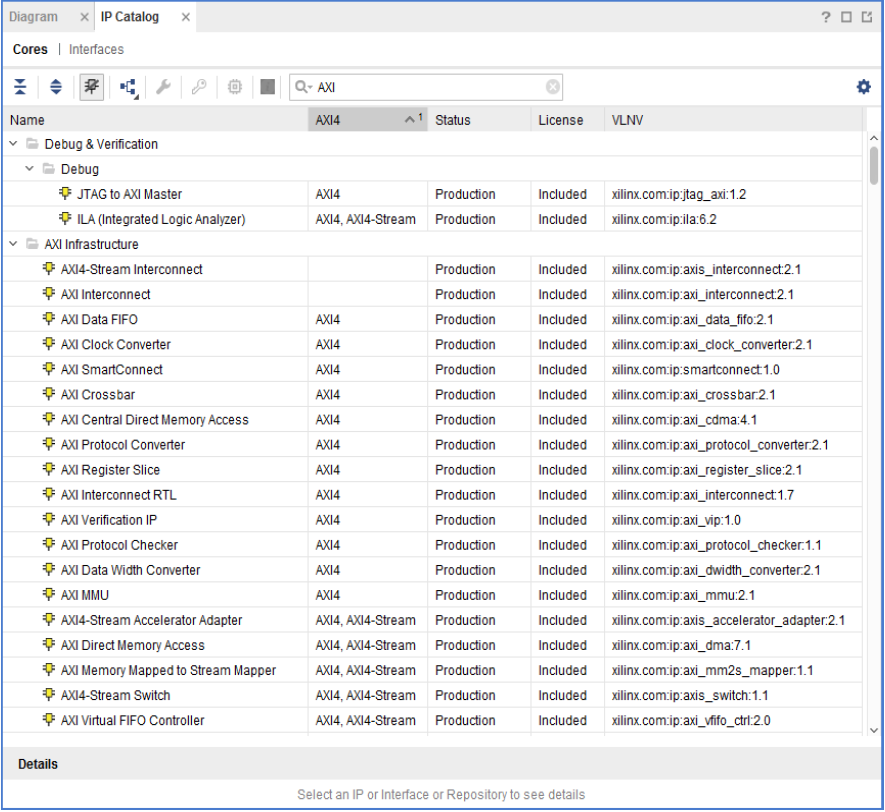 Diagram × IP Catalog × ?
Cores | Interfaces
AXI
Name AXI4 1 Status License VLNV
Debug & Verification
Debug
JTAG to AXI Master AXI4 Production Included xilinx.com:ip:jtag_axi:1.2
ILA (Integrated Logic Analyzer) AXI4, AXI4-Stream Production Included xilinx.com:ip:ila:6.2
AXI Infrastructure
AXI4-Stream Interconnect Production Included xilinx.com:ip:axis_interconnect:2.1
AXI Interconnect Production Included xilinx.com:ip:axi_interconnect:2.1
AXI Data FIFO AXI4 Production Included xilinx.com:ip:axi_data_fifo:2.1
AXI Clock Converter AXI4 Production Included xilinx.com:ip:axi_clock_converter:2.1
AXI SmartConnect AXI4 Production Included xilinx.com:ip:smartconnect:1.0
AXI Crossbar AXI4 Production Included xilinx.com:ip:axi_crossbar:2.1
AXI Central Direct Memory Access AXI4 Production Included xilinx.com:ip:axi_cdma:4.1
AXI Protocol Converter AXI4 Production Included xilinx.com:ip:axi_protocol_converter:2.1
AXI Register Slice AXI4 Production Included xilinx.com:ip:axi_register_slice:2.1
AXI Interconnect RTL AXI4 Production Included xilinx.com:ip:axi_interconnect:1.7
AXI Verification IP AXI4 Production Included xilinx.com:ip:axi_vip:1.0
AXI Protocol Checker AXI4 Production Included xilinx.com:ip:axi_protocol_checker:1.1
AXI Data Width Converter AXI4 Production Included xilinx.com:ip:axi_dwidth_converter:2.1
AXI MMU AXI4 Production Included xilinx.com:ip:axi_mmu:2.1
AXI4-Stream Accelerator Adapter AXI4, AXI4-Stream Production Included xilinx.com:ip:axis_accelerator_adapter:2.1
AXI Direct Memory Access AXI4, AXI4-Stream Production Included xilinx.com:ip:axi_dma:7.1
AXI Memory Mapped to Stream Mapper AXI4, AXI4-Stream Production Included xilinx.com:ip:axi_mm2s_mapper:1.1
AXI4-Stream Switch AXI4, AXI4-Stream Production Included xilinx.com:ip:axis_switch:1.1
AXI Virtual FIFO Controller AXI4, AXI4-Stream Production Included xilinx.com:ip:axi_vfifo_ctrl:2.0
Details
Select an IP or Interface or Repository to see details